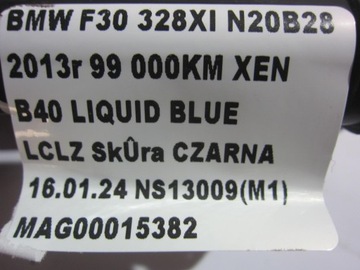 BMW F30 328XI N20B28
2013r 99 000KM XEN
B40 LIQUID BLUE
LCLZ SkÛra CZARNA
16.01.24 NS13009(M1)
MAG00015382